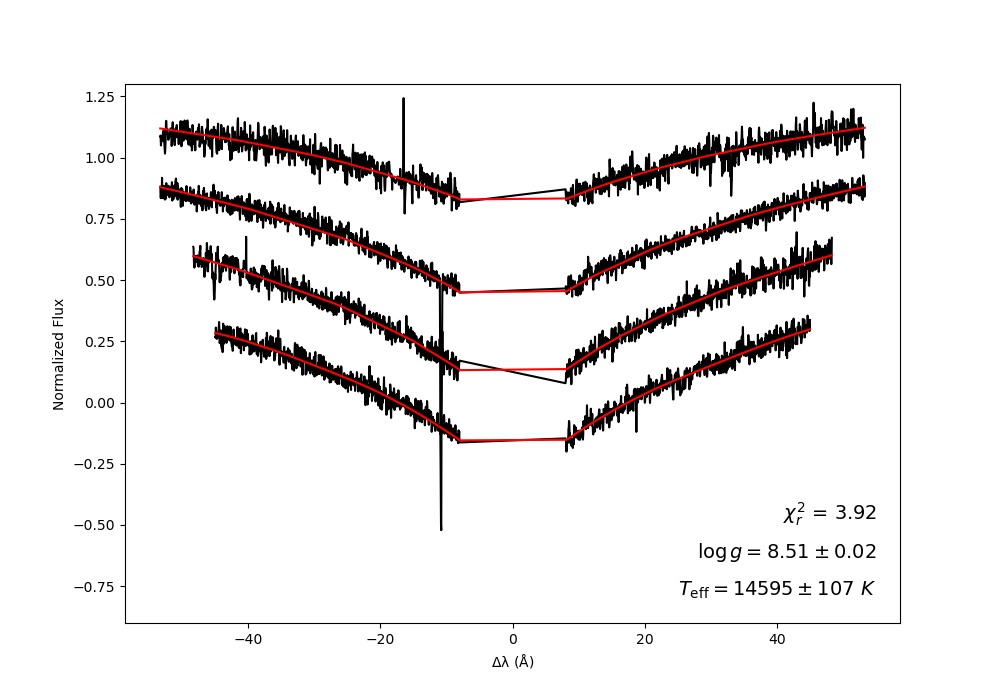 1.25
1.00
0.75
0.50
0.25
0.00
−0.25
−0.50
−0.75
Normalized Flux
χ²ᵣ = 3.92
log g = 8.51 ± 0.02
T_eff = 14595 ± 107 K
−40
−20
0
20
40
Δλ (Å)